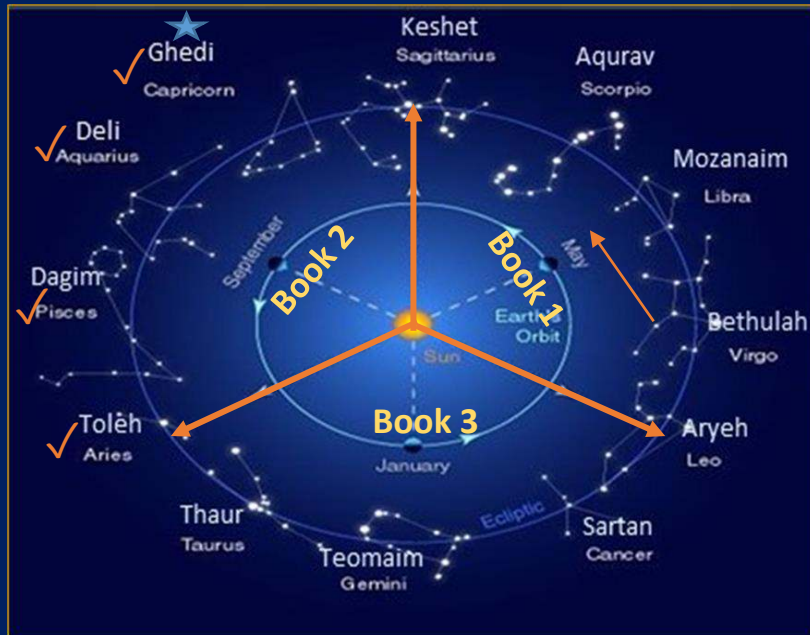 Keshet
Sagittarius
Ghedi
Capricorn
Aqurav
Scorpio
Deli
Aquarius
Mozanaim
Libra
September
Book 2
Book 1
May
Dagim
Pisces
Earth's
Orbit
Bethulah
Virgo
Sun
Toleh
Aries
Book 3
January
Aryeh
Leo
Thaur
Taurus
Ecliptic
Sartan
Cancer
Teomaim
Gemini